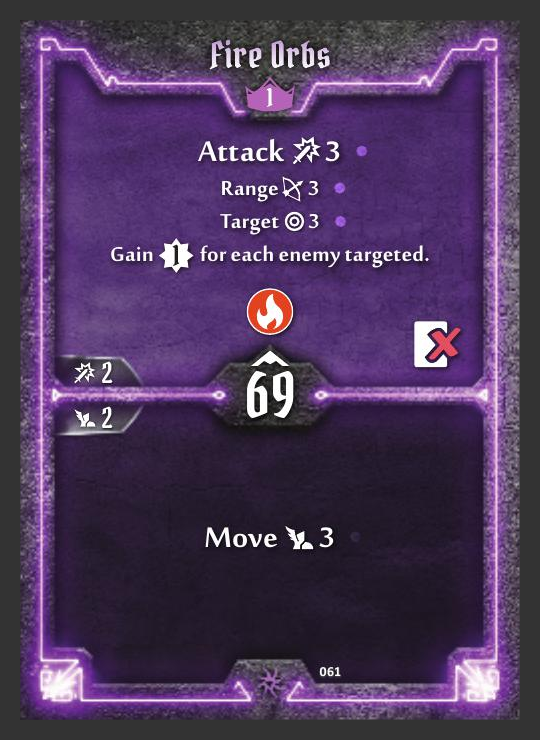 Fire Orbs
1
Attack 3
Range 3
Target 3
Gain 1 for each enemy targeted.
2
69
2
Move 3
061